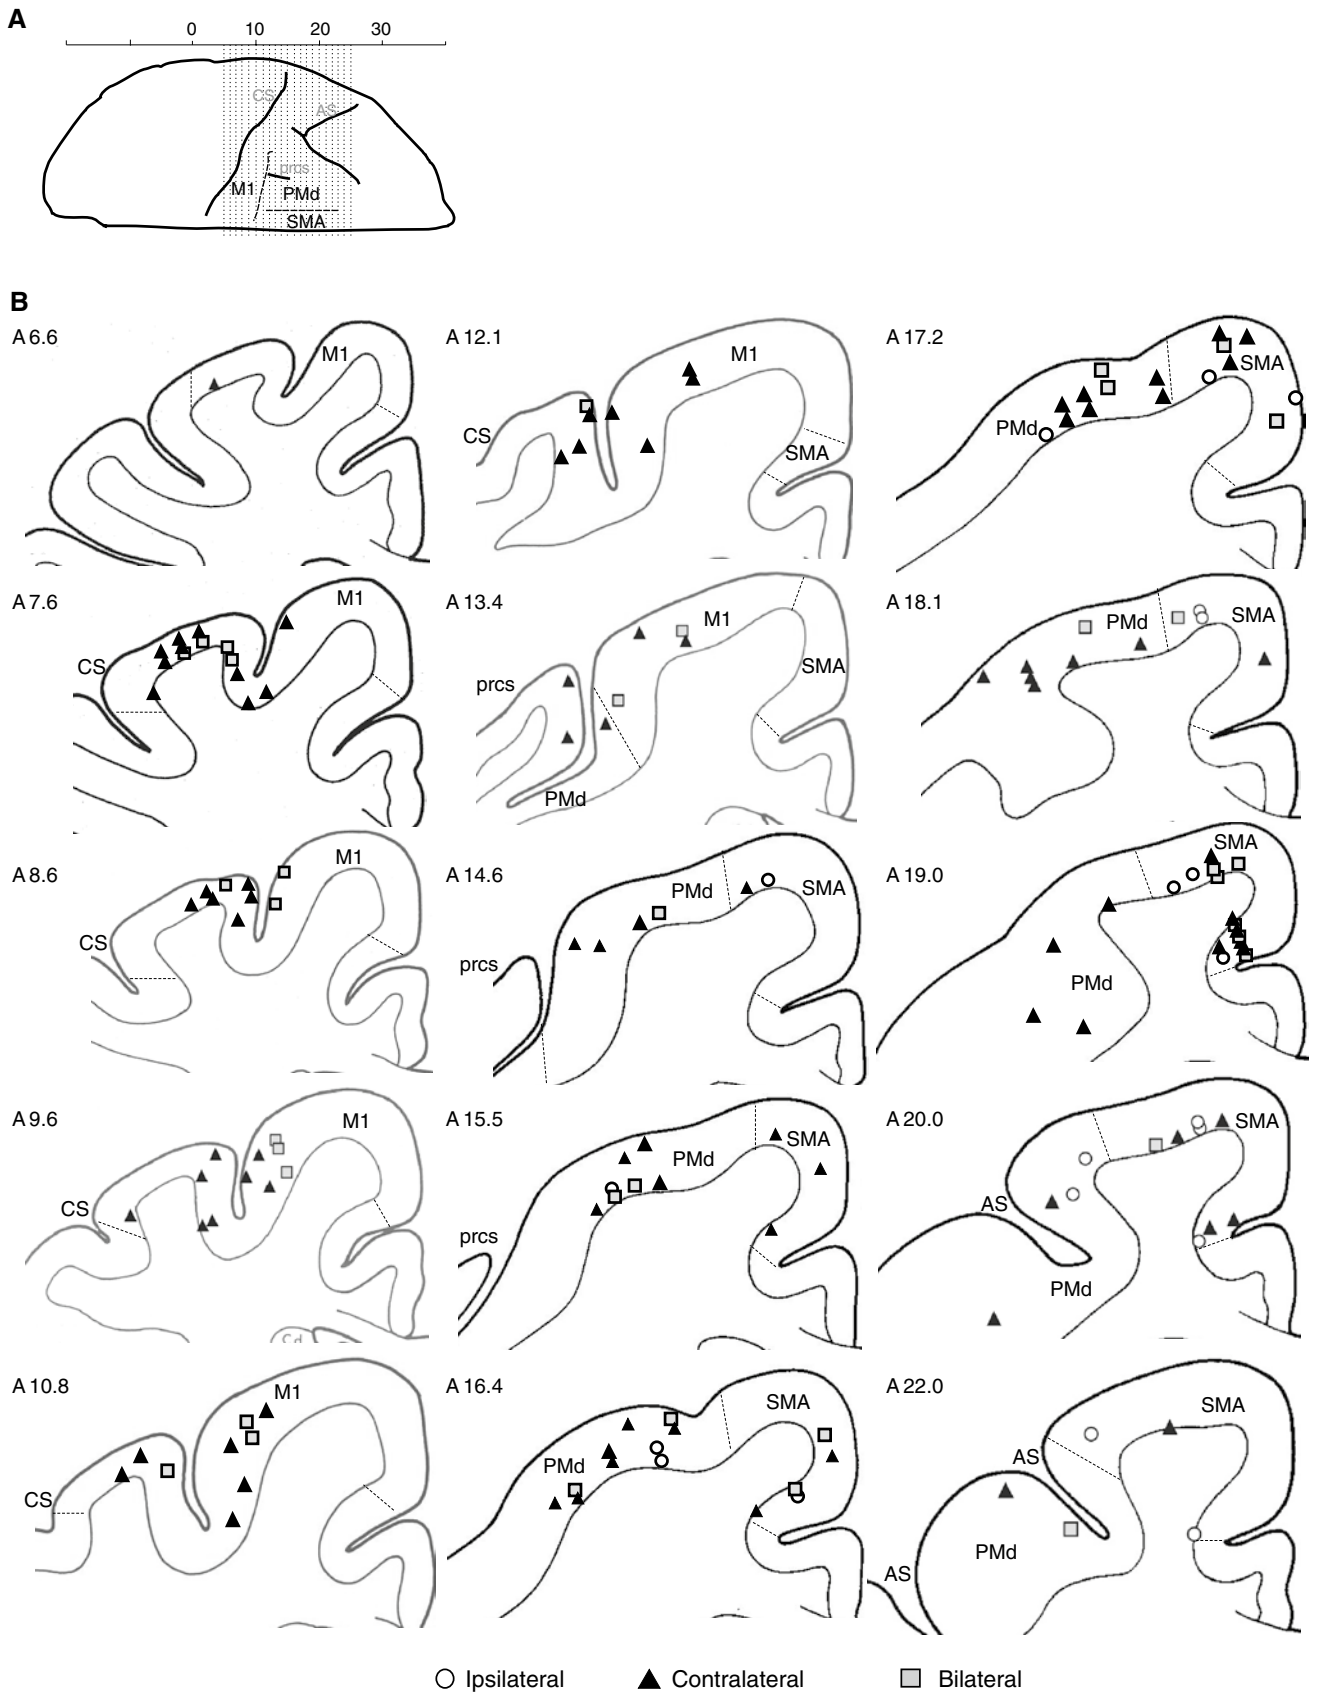 A
0 10 20 30
CS
AS
prcs
M1
PMd
SMA
B
A 6.6
M1
A 12.1
M1
CS
SMA
A 17.2
SMA
PMd
A 7.6
M1
CS
A 13.4
M1
prcs
SMA
PMd
A 18.1
PMd
SMA
A 8.6
M1
CS
A 14.6
PMd
SMA
prcs
A 19.0
SMA
PMd
A 9.6
M1
CS
Cd
A 15.5
PMd
SMA
prcs
A 20.0
SMA
AS
PMd
A 10.8
M1
CS
A 16.4
SMA
PMd
A 22.0
SMA
AS
PMd
AS
Ipsilateral Contralateral Bilateral